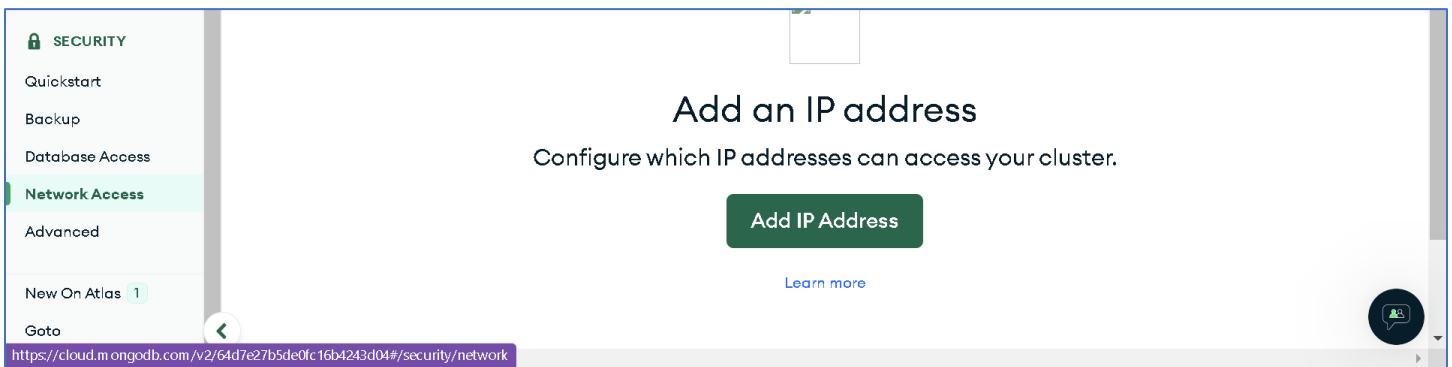 SECURITY
Quickstart
Backup
Database Access
Network Access
Advanced
New On Atlas 1
Goto
Add an IP address
Configure which IP addresses can access your cluster.
Add IP Address
Learn more
https://cloud.mongodb.com/v2/64d7e27b5de0fc16b4243d04#/security/network